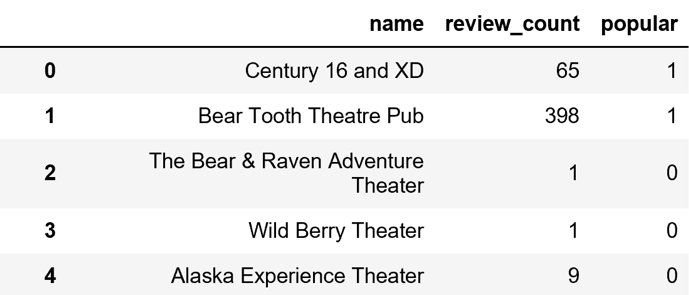 name review_count popular
0 Century 16 and XD 65 1
1 Bear Tooth Theatre Pub 398 1
2 The Bear & Raven Adventure
Theater 1 0
3 Wild Berry Theater 1 0
4 Alaska Experience Theater 9 0